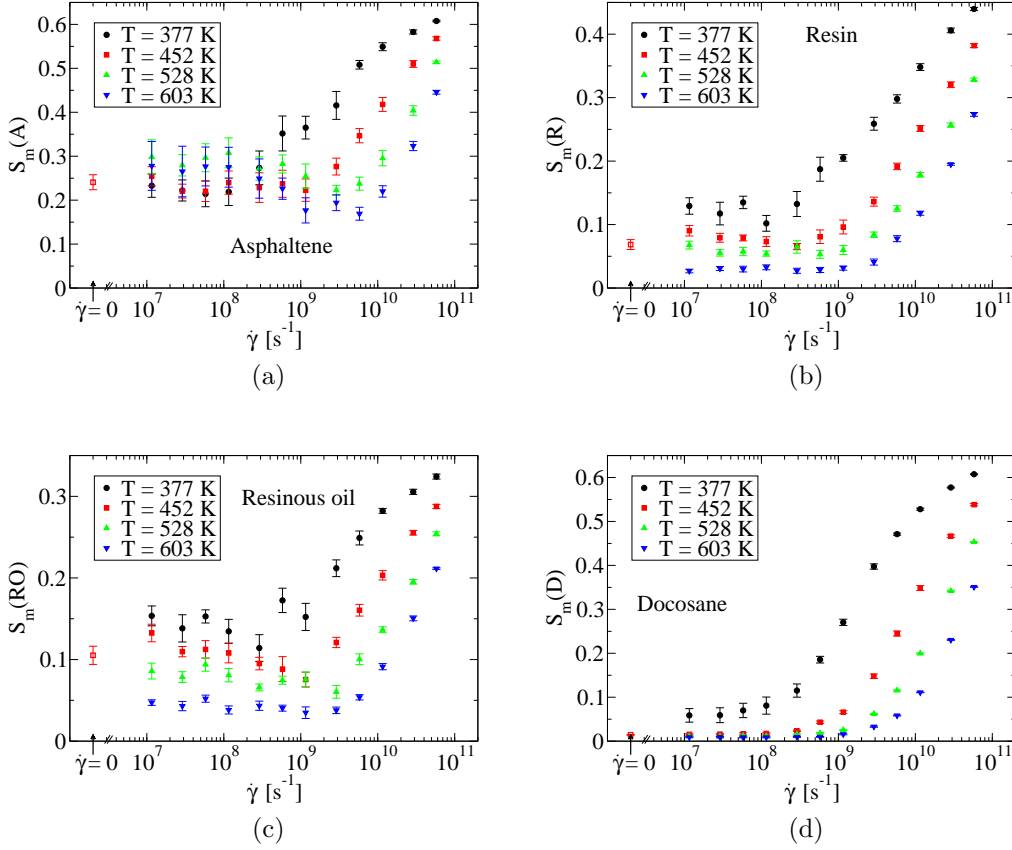 0.6
0.5
0.4
0.3
0.2
0.1
0
S_m(A)
T = 377 K
T = 452 K
T = 528 K
T = 603 K
Asphaltene
γ̇= 0
10^7
10^8
10^9
10^10
10^11
γ̇ [s^-1]
(a)
0.4
0.3
0.2
0.1
0
S_m(R)
T = 377 K
T = 452 K
T = 528 K
T = 603 K
Resin
γ̇= 0
10^7
10^8
10^9
10^10
10^11
γ̇ [s^-1]
(b)
0.3
0.2
0.1
0
S_m(RO)
T = 377 K
T = 452 K
T = 528 K
T = 603 K
Resinous oil
γ̇= 0
10^7
10^8
10^9
10^10
10^11
γ̇ [s^-1]
(c)
0.6
0.5
0.4
0.3
0.2
0.1
0
S_m(D)
T = 377 K
T = 452 K
T = 528 K
T = 603 K
Docosane
γ̇= 0
10^7
10^8
10^9
10^10
10^11
γ̇ [s^-1]
(d)